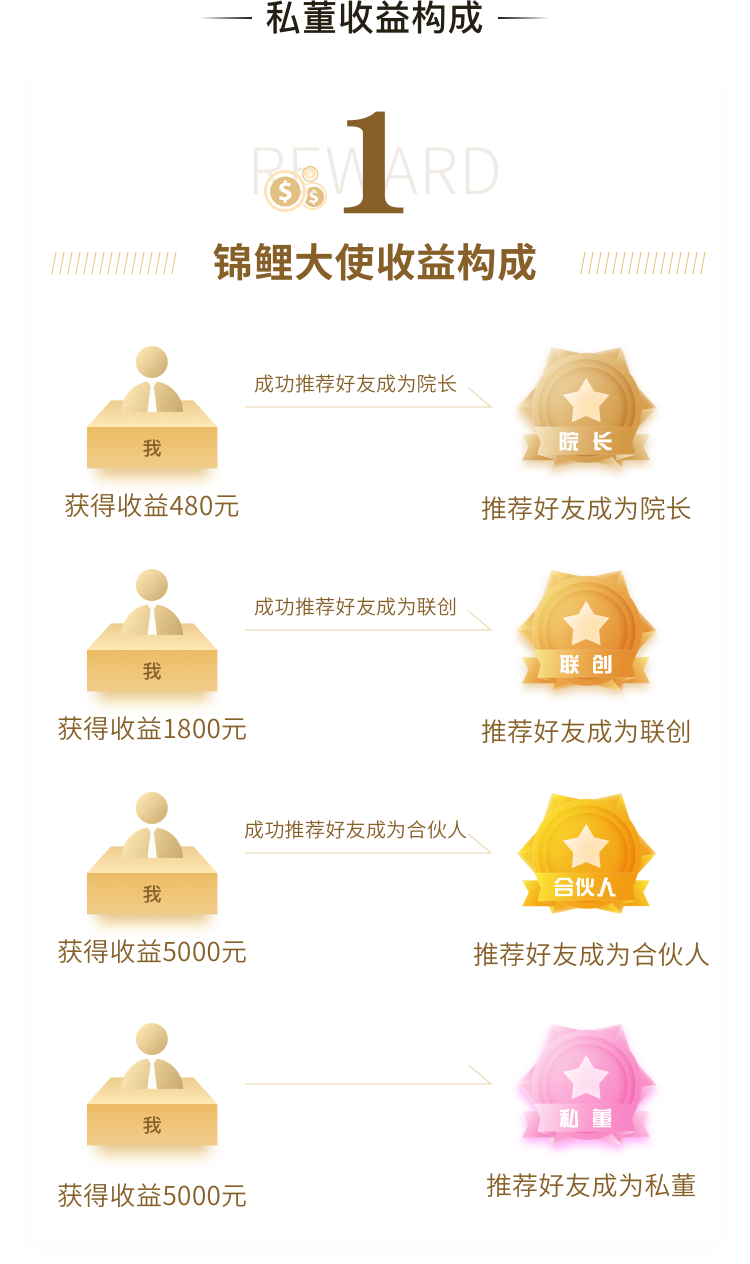 私董收益构成
REWARD
1
$ $ $
锦鲤大使收益构成
成功推荐好友成为院长
我
院 长
获得收益480元
推荐好友成为院长
成功推荐好友成为联创
我
联 创
获得收益1800元
推荐好友成为联创
成功推荐好友成为合伙人
我
合伙人
获得收益5000元
推荐好友成为合伙人
我
私 董
获得收益5000元
推荐好友成为私董